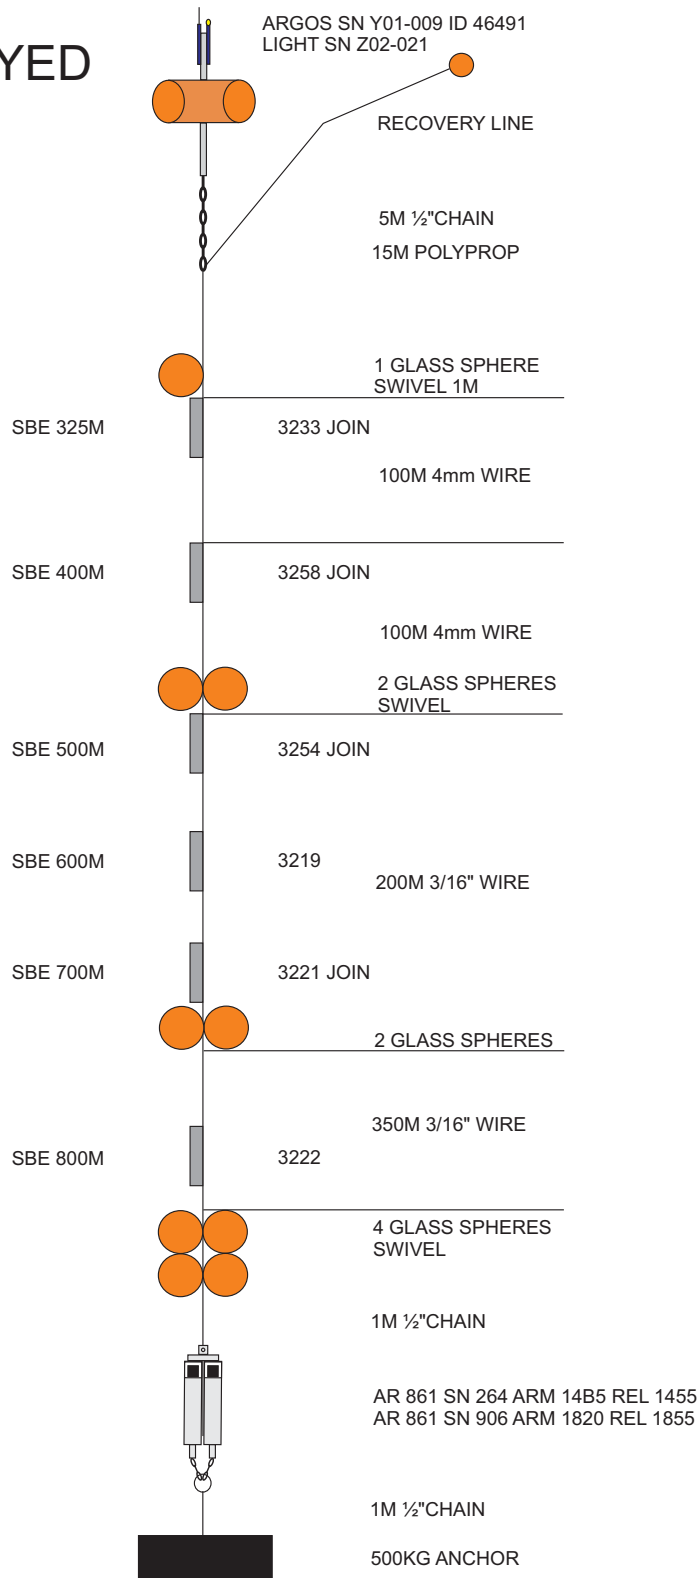 ARGOS SN Y01-009 ID 46491
LIGHT SN Z02-021
YED
RECOVERY LINE
5M ½"CHAIN
15M POLYPROP
1 GLASS SPHERE
SWIVEL 1M
SBE 325M 3233 JOIN
100M 4mm WIRE
SBE 400M 3258 JOIN
100M 4mm WIRE
2 GLASS SPHERES
SWIVEL
SBE 500M 3254 JOIN
SBE 600M 3219
200M 3/16" WIRE
SBE 700M 3221 JOIN
2 GLASS SPHERES
350M 3/16" WIRE
SBE 800M 3222
4 GLASS SPHERES
SWIVEL
1M ½"CHAIN
AR 861 SN 264 ARM 14B5 REL 1455
AR 861 SN 906 ARM 1820 REL 1855
1M ½"CHAIN
500KG ANCHOR